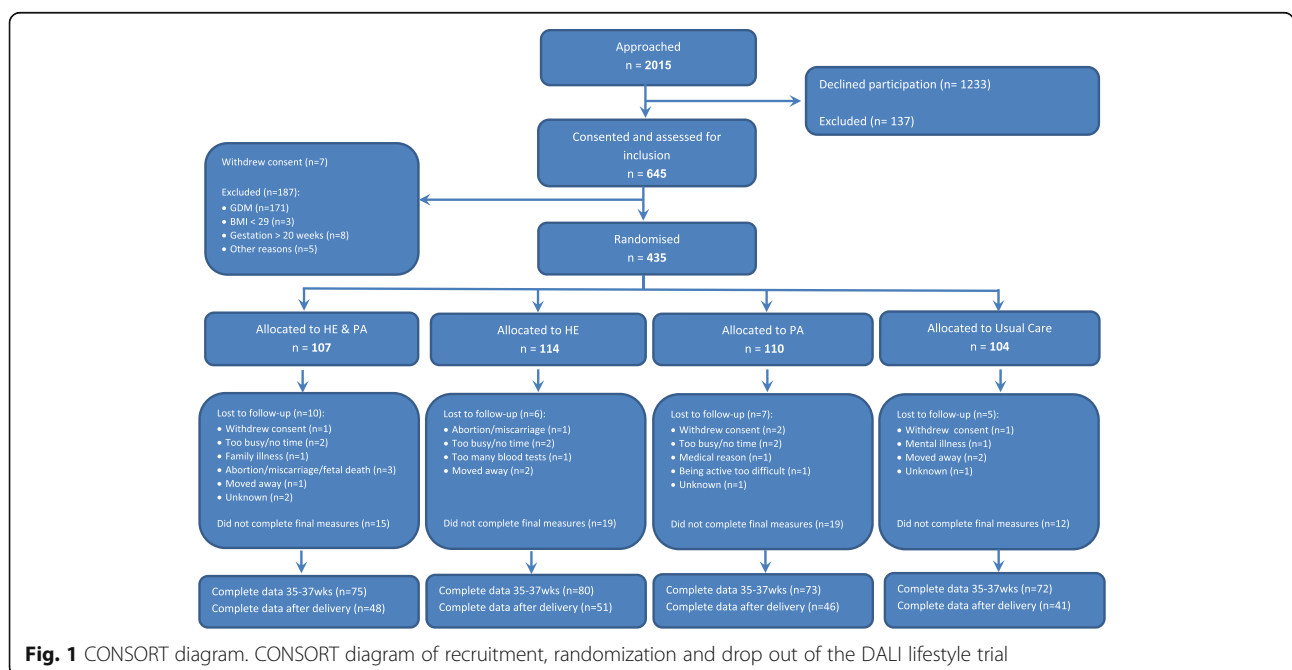 Approached
n = 2015
Declined participation (n= 1233)
Excluded (n= 137)
Consented and assessed for
inclusion
n = 645
Withdrew consent (n=7)
Excluded (n=187):
• GDM (n=171)
• BMI < 29 (n=3)
• Gestation > 20 weeks (n=8)
• Other reasons (n=5)
Randomised
n = 435
Allocated to HE & PA
n = 107
Allocated to HE
n = 114
Allocated to PA
n = 110
Allocated to Usual Care
n = 104
Lost to follow-up (n=10):
• Withdrew consent (n=1)
• Too busy/no time (n=2)
• Family illness (n=1)
• Abortion/miscarriage/fetal death (n=3)
• Moved away (n=1)
• Unknown (n=2)
Did not complete final measures (n=15)
Lost to follow-up (n=6):
• Abortion/miscarriage (n=1)
• Too busy/no time (n=2)
• Too many blood tests (n=1)
• Moved away (n=2)
Did not complete final measures (n=19)
Lost to follow-up (n=7):
• Withdrew consent (n=2)
• Too busy/no time (n=2)
• Medical reason (n=1)
• Being active too difficult (n=1)
• Unknown (n=1)
Did not complete final measures (n=19)
Lost to follow-up (n=5):
• Withdrew consent (n=1)
• Mental illness (n=1)
• Moved away (n=2)
• Unknown (n=1)
Did not complete final measures (n=12)
Complete data 35-37wks (n=75)
Complete data after delivery (n=48)
Complete data 35-37wks (n=80)
Complete data after delivery (n=51)
Complete data 35-37wks (n=73)
Complete data after delivery (n=46)
Complete data 35-37wks (n=72)
Complete data after delivery (n=41)
Fig. 1 CONSORT diagram. CONSORT diagram of recruitment, randomization and drop out of the DALI lifestyle trial